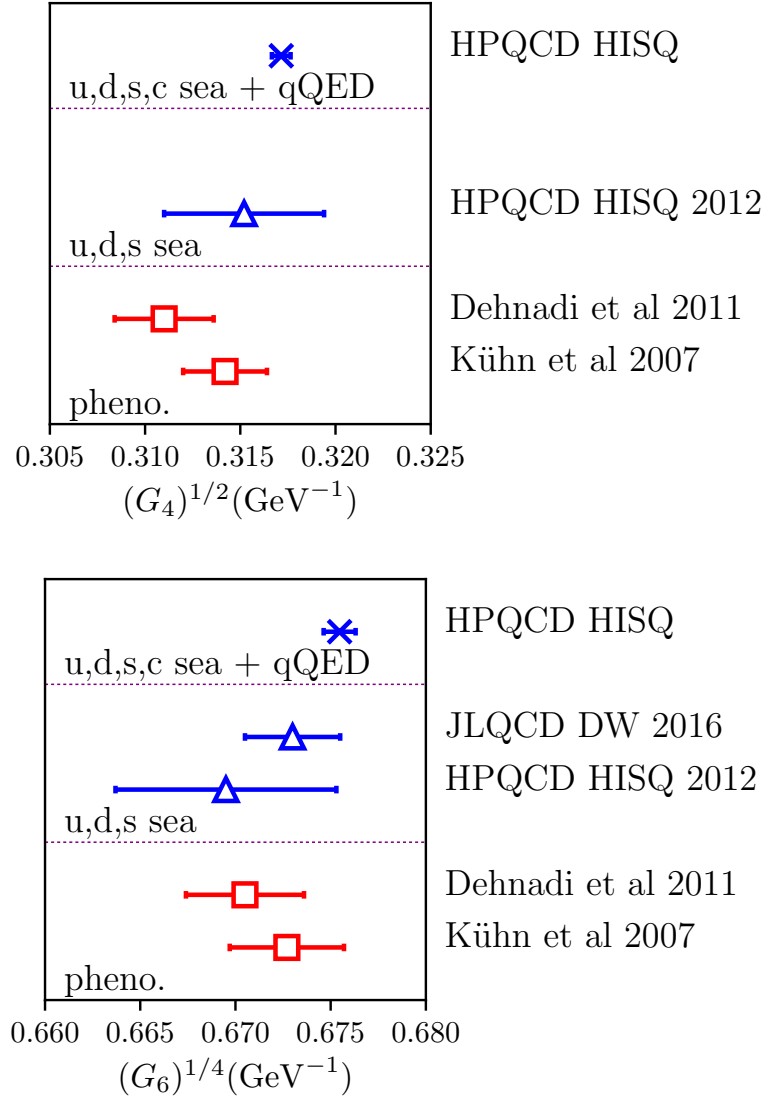 HPQCD HISQ
u,d,s,c sea + qQED
HPQCD HISQ 2012
u,d,s sea
Dehnadi et al 2011
Kühn et al 2007
pheno.
0.305 0.310 0.315 0.320 0.325
(G₄)¹/²(GeV⁻¹)
HPQCD HISQ
u,d,s,c sea + qQED
JLQCD DW 2016
HPQCD HISQ 2012
u,d,s sea
Dehnadi et al 2011
Kühn et al 2007
pheno.
0.660 0.665 0.670 0.675 0.680
(G₆)¹/⁴(GeV⁻¹)